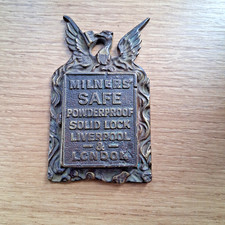 MILNERS'
SAFE
POWDERPROOF
SOLID LOCK
LIVERPOOL
&
LONDON